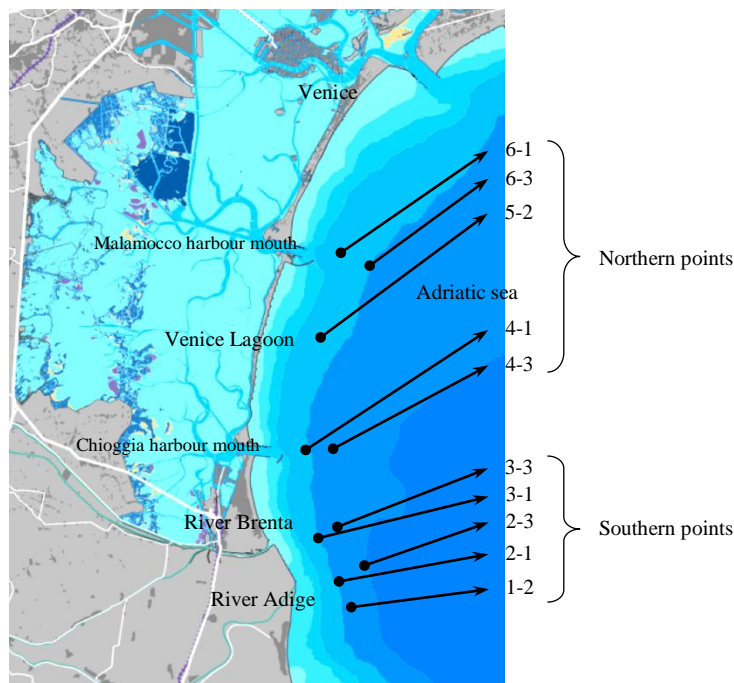 Venice
6-1
6-3
5-2
Malamocco harbour mouth
Northern points
Adriatic sea
4-1
Venice Lagoon
4-3
Chioggia harbour mouth
3-3
3-1
River Brenta
2-3
Southern points
2-1
1-2
River Adige